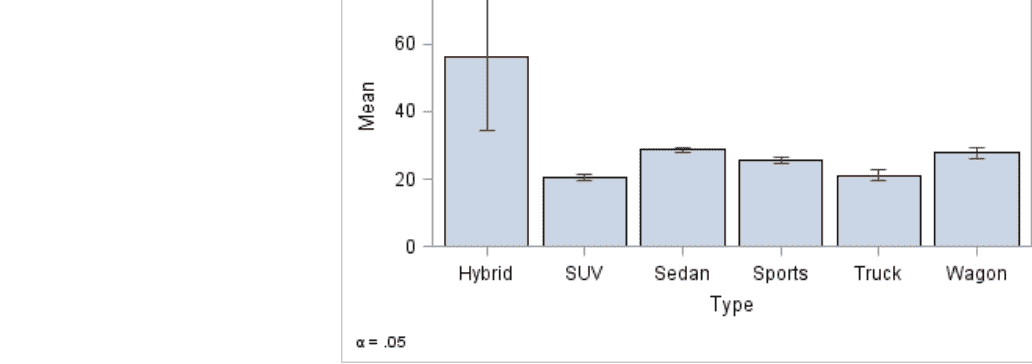 60
40
20
0
Mean
Hybrid SUV Sedan Sports Truck Wagon
Type
α = .05